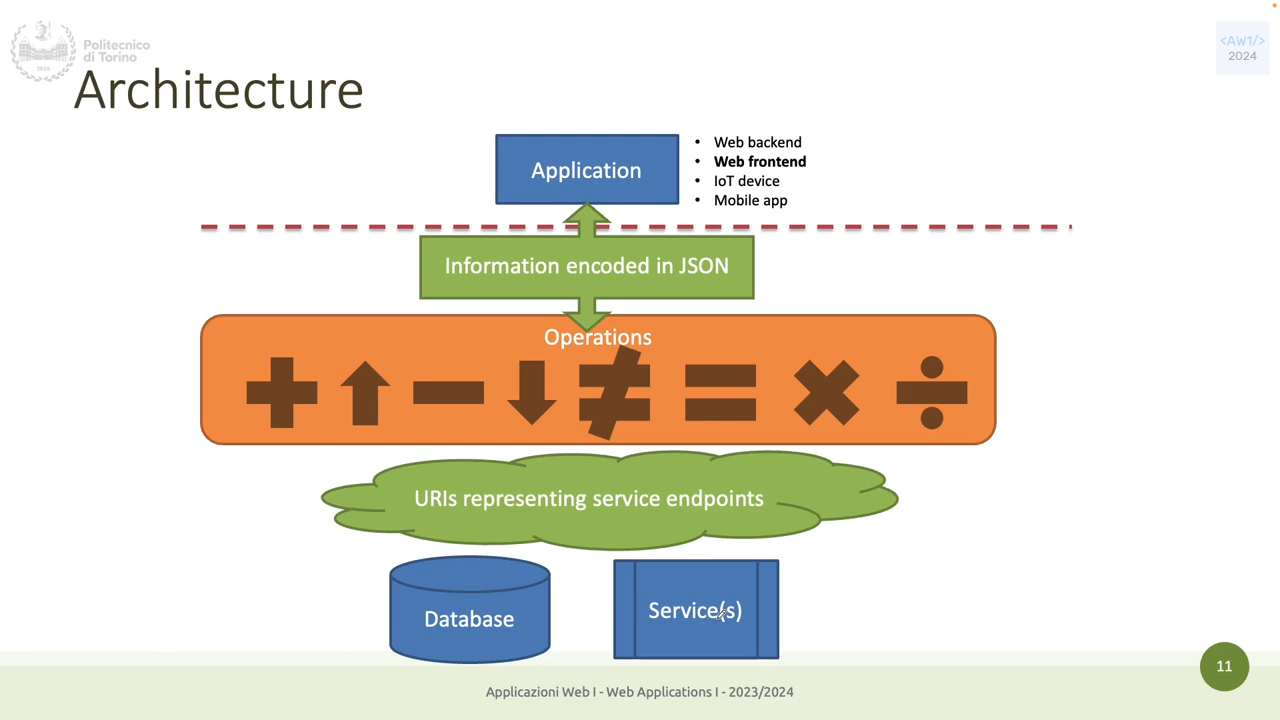 Politecnico
di Torino
1859
<AW1/>
2024
Architecture
Application
• Web backend
• Web frontend
• IoT device
• Mobile app
Information encoded in JSON
Operations
URIs representing service endpoints
Database
Service(s)
11
Applicazioni Web I - Web Applications I - 2023/2024